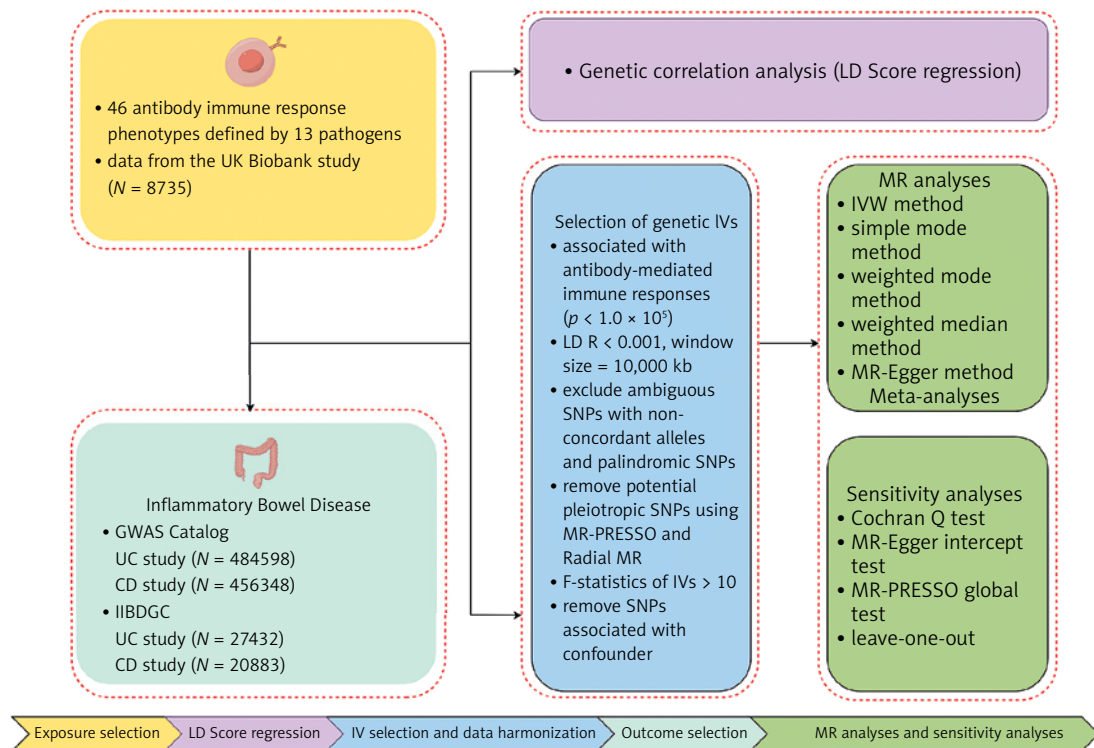 • 46 antibody immune response
phenotypes defined by 13 pathogens
• data from the UK Biobank study
(N = 8735)
• Genetic correlation analysis (LD Score regression)
Inflammatory Bowel Disease
• GWAS Catalog
UC study (N = 484598)
CD study (N = 456348)
• IIBDGC
UC study (N = 27432)
CD study (N = 20883)
Selection of genetic IVs
• associated with
antibody-mediated
immune responses
(p < 1.0 × 10⁵)
• LD R < 0.001, window
size = 10,000 kb
• exclude ambiguous
SNPs with non-
concordant alleles
and palindromic SNPs
• remove potential
pleiotropic SNPs using
MR-PRESSO and
Radial MR
• F-statistics of IVs > 10
• remove SNPs
associated with
confounder
MR analyses
• IVW method
• simple mode
method
• weighted mode
method
• weighted median
method
• MR-Egger method
Meta-analyses
Sensitivity analyses
• Cochran Q test
• MR-Egger intercept
test
• MR-PRESSO global
test
• leave-one-out
Exposure selection
LD Score regression
IV selection and data harmonization
Outcome selection
MR analyses and sensitivity analyses